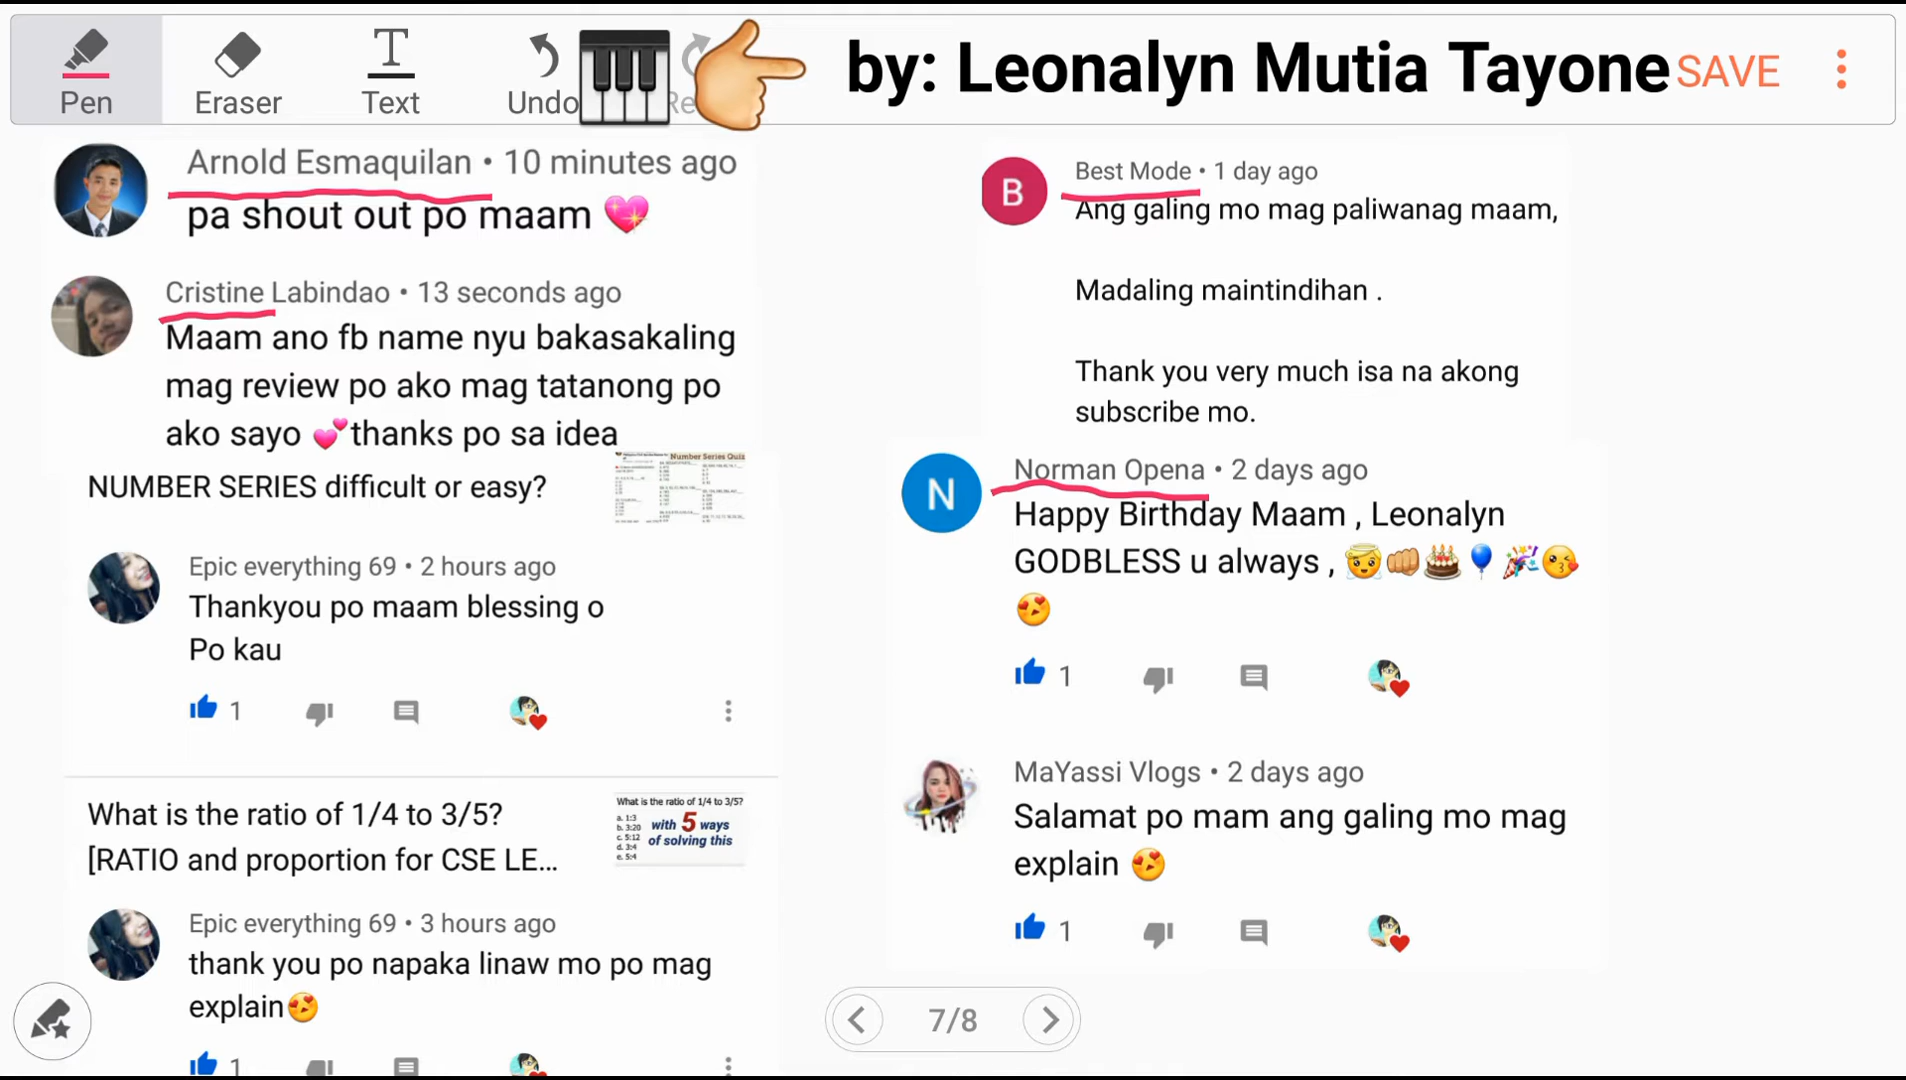 Pen
Eraser
Text
Undo
Re
by: Leonalyn Mutia Tayone
SAVE
Arnold Esmaquilan • 10 minutes ago
pa shout out po maam 💖
Cristine Labindao • 13 seconds ago
Maam ano fb name nyu bakasakaling
mag review po ako mag tatanong po
ako sayo 💕thanks po sa idea
NUMBER SERIES difficult or easy?
Number Series Quiz
Epic everything 69 • 2 hours ago
Thankyou po maam blessing o
Po kau
1
What is the ratio of 1/4 to 3/5?
[RATIO and proportion for CSE LE...
What is the ratio of 1/4 to 3/5?
a. 1:3
b. 3:20
c. 5:12
d. 3:4
e. 5:4
with 5 ways
of solving this
Epic everything 69 • 3 hours ago
thank you po napaka linaw mo po mag
explain😍
1
B
Best Mode • 1 day ago
Ang galing mo mag paliwanag maam,
Madaling maintindihan .
Thank you very much isa na akong
subscribe mo.
N
Norman Opena • 2 days ago
Happy Birthday Maam , Leonalyn
GODBLESS u always , 😇👊🎂🎈🎉😘
😍
1
MaYassi Vlogs • 2 days ago
Salamat po mam ang galing mo mag
explain 😍
1
7/8